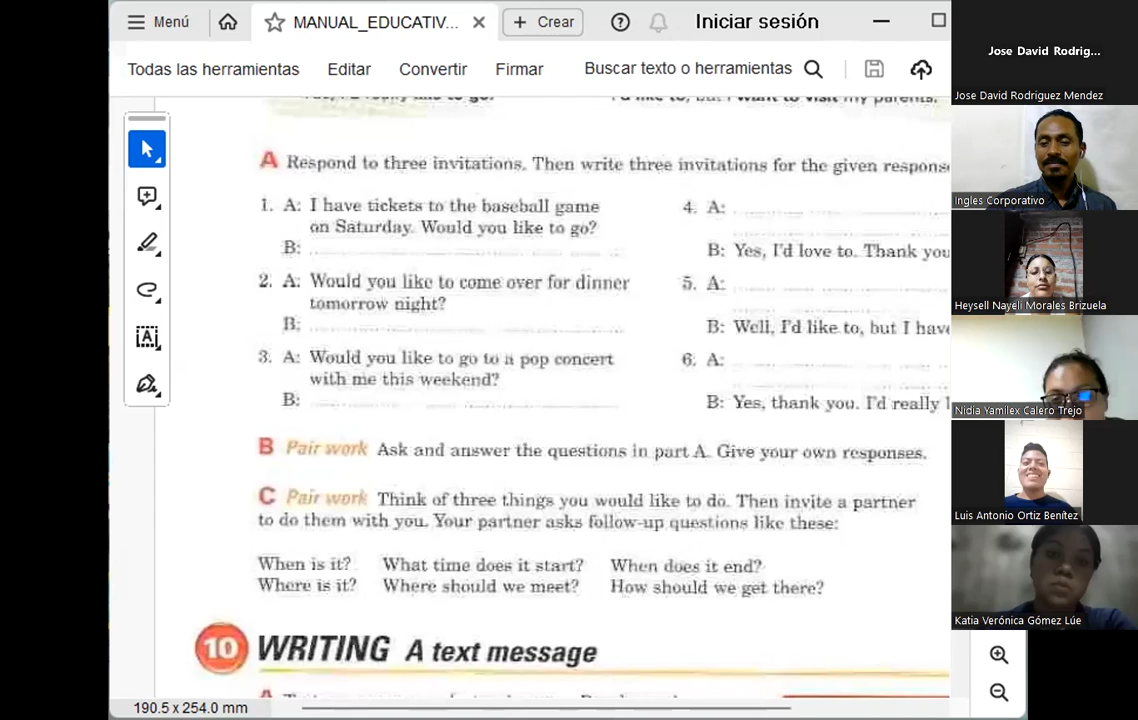 Menú
MANUAL_EDUCATIV...
Crear
Iniciar sesión
Todas las herramientas
Editar
Convertir
Firmar
Buscar texto o herramientas
I'd like to, but I want to visit my parents.
A Respond to three invitations. Then write three invitations for the given respons
1. A: I have tickets to the baseball game
on Saturday. Would you like to go?
B:
2. A: Would you like to come over for dinner
tomorrow night?
B:
3. A: Would you like to go to a pop concert
with me this weekend?
B:
4. A:
B: Yes, I'd love to. Thank you
5. A:
B: Well, I'd like to, but I have
6. A:
B: Yes, thank you. I'd really l
B Pair work Ask and answer the questions in part A. Give your own responses.
C Pair work Think of three things you would like to do. Then invite a partner
to do them with you. Your partner asks follow-up questions like these:
When is it? What time does it start? When does it end?
Where is it? Where should we meet? How should we get there?
10 WRITING A text message
A
190.5 x 254.0 mm
Jose David Rodrig...
Jose David Rodriguez Mendez
Ingles Corporativo
Heysell Nayeli Morales Brizuela
Nidia Yamilex Calero Trejo
Luis Antonio Ortiz Benítez
Katia Verónica Gómez Lúe